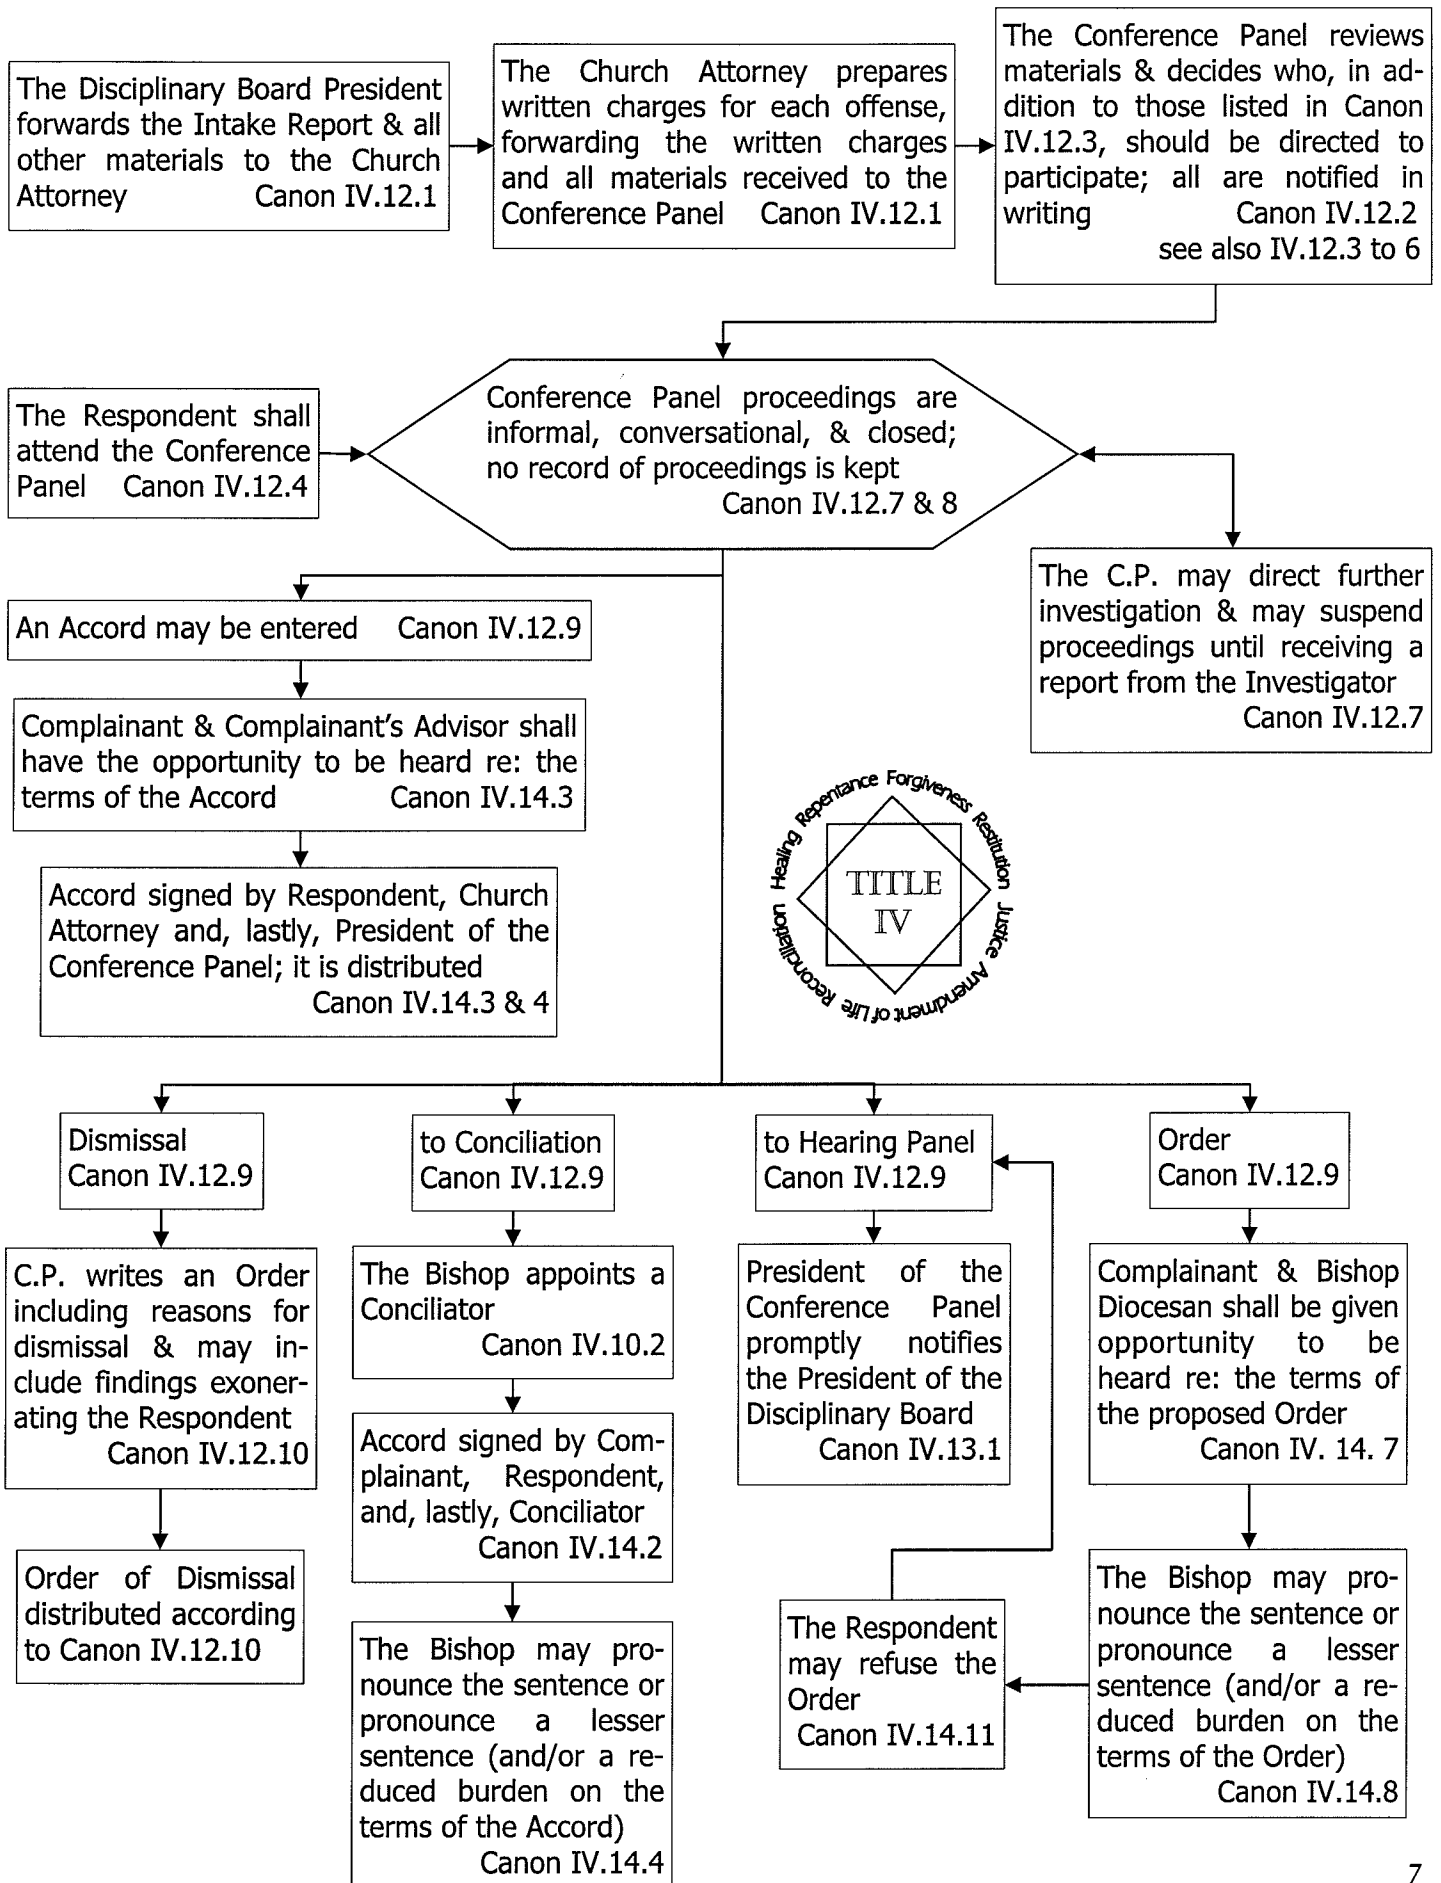 The Disciplinary Board President
forwards the Intake Report & all
other materials to the Church
Attorney Canon IV.12.1
The Church Attorney prepares
written charges for each offense,
forwarding the written charges
and all materials received to the
Conference Panel Canon IV.12.1
The Conference Panel reviews
materials & decides who, in ad-
dition to those listed in Canon
IV.12.3, should be directed to
participate; all are notified in
writing Canon IV.12.2
see also IV.12.3 to 6
The Respondent shall
attend the Conference
Panel Canon IV.12.4
Conference Panel proceedings are
informal, conversational, & closed;
no record of proceedings is kept
Canon IV.12.7 & 8
The C.P. may direct further
investigation & may suspend
proceedings until receiving a
report from the Investigator
Canon IV.12.7
An Accord may be entered Canon IV.12.9
Complainant & Complainant's Advisor shall
have the opportunity to be heard re: the
terms of the Accord Canon IV.14.3
Accord signed by Respondent, Church
Attorney and, lastly, President of the
Conference Panel; it is distributed
Canon IV.14.3 & 4
Healing Repentance Forgiveness Restitution Justice Amendment of Life Reconciliation
TITLE
IV
Dismissal
Canon IV.12.9
C.P. writes an Order
including reasons for
dismissal & may in-
clude findings exoner-
ating the Respondent
Canon IV.12.10
Order of Dismissal
distributed according
to Canon IV.12.10
to Conciliation
Canon IV.12.9
The Bishop appoints a
Conciliator
Canon IV.10.2
Accord signed by Com-
plainant, Respondent,
and, lastly, Conciliator
Canon IV.14.2
The Bishop may pro-
nounce the sentence or
pronounce a lesser
sentence (and/or a re-
duced burden on the
terms of the Accord)
Canon IV.14.4
to Hearing Panel
Canon IV.12.9
President of the
Conference Panel
promptly notifies
the President of the
Disciplinary Board
Canon IV.13.1
The Respondent
may refuse the
Order
Canon IV.14.11
Order
Canon IV.12.9
Complainant & Bishop
Diocesan shall be given
opportunity to be
heard re: the terms of
the proposed Order
Canon IV. 14. 7
The Bishop may pro-
nounce the sentence or
pronounce a lesser
sentence (and/or a re-
duced burden on the
terms of the Order)
Canon IV.14.8
7